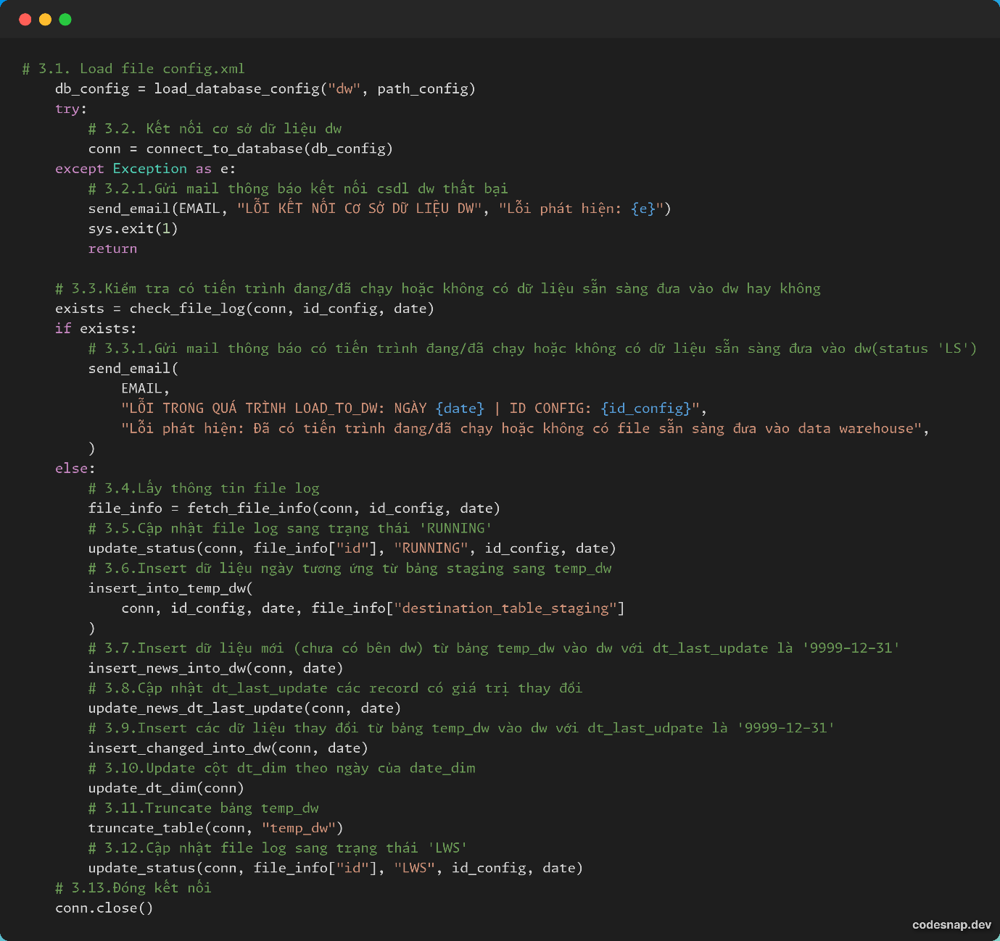 # 3.1. Load file config.xml
db_config = load_database_config("dw", path_config)
try:
# 3.2. Kết nối cơ sở dữ liệu dw
conn = connect_to_database(db_config)
except Exception as e:
# 3.2.1.Gửi mail thông báo kết nối csdl dw thất bại
send_email(EMAIL, "LỖI KẾT NỐI CƠ SỞ DỮ LIỆU DW", "Lỗi phát hiện: {e}")
sys.exit(1)
return
# 3.3.Kiểm tra có tiến trình đang/đã chạy hoặc không có dữ liệu sẵn sàng đưa vào dw hay không
exists = check_file_log(conn, id_config, date)
if exists:
# 3.3.1.Gửi mail thông báo có tiến trình đang/đã chạy hoặc không có dữ liệu sẵn sàng đưa vào dw(status 'LS')
send_email(
EMAIL,
"LỖI TRONG QUÁ TRÌNH LOAD_TO_DW: NGÀY {date} | ID CONFIG: {id_config}",
"Lỗi phát hiện: Đã có tiến trình đang/đã chạy hoặc không có file sẵn sàng đưa vào data warehouse",
)
else:
# 3.4.Lấy thông tin file log
file_info = fetch_file_info(conn, id_config, date)
# 3.5.Cập nhật file log sang trạng thái 'RUNNING'
update_status(conn, file_info["id"], "RUNNING", id_config, date)
# 3.6.Insert dữ liệu ngày tương ứng từ bảng staging sang temp_dw
insert_into_temp_dw(
conn, id_config, date, file_info["destination_table_staging"]
)
# 3.7.Insert dữ liệu mới (chưa có bên dw) từ bảng temp_dw vào dw với dt_last_update là '9999-12-31'
insert_news_into_dw(conn, date)
# 3.8.Cập nhật dt_last_update các record có giá trị thay đổi
update_news_dt_last_update(conn, date)
# 3.9.Insert các dữ liệu thay đổi từ bảng temp_dw vào dw với dt_last_udpate là '9999-12-31'
insert_changed_into_dw(conn, date)
# 3.10.Update cột dt_dim theo ngày của date_dim
update_dt_dim(conn)
# 3.11.Truncate bảng temp_dw
truncate_table(conn, "temp_dw")
# 3.12.Cập nhật file log sang trạng thái 'LWS'
update_status(conn, file_info["id"], "LWS", id_config, date)
# 3.13.Đóng kết nối
conn.close()
codesnap.dev